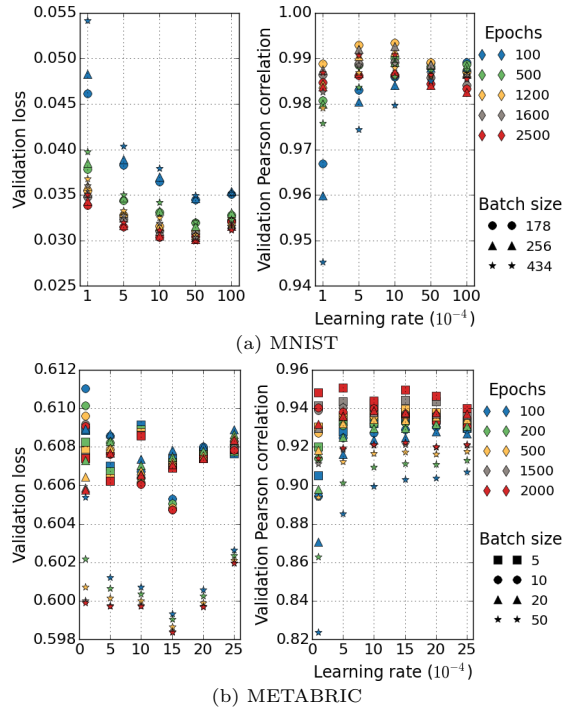 0.055
0.050
0.045
0.040
0.035
0.030
0.025
Validation loss
1 5 10 50 100
1.00
0.99
0.98
0.97
0.96
0.95
0.94
Validation Pearson correlation
1 5 10 50 100
Learning rate (10⁻⁴)
Epochs
100
500
1200
1600
2500
Batch size
178
256
434
(a) MNIST
0.612
0.610
0.608
0.606
0.604
0.602
0.600
0.598
Validation loss
0 5 10 15 20 25
0.96
0.94
0.92
0.90
0.88
0.86
0.84
0.82
Validation Pearson correlation
0 5 10 15 20 25
Learning rate (10⁻⁴)
Epochs
100
200
500
1500
2000
Batch size
5
10
20
50
(b) METABRIC